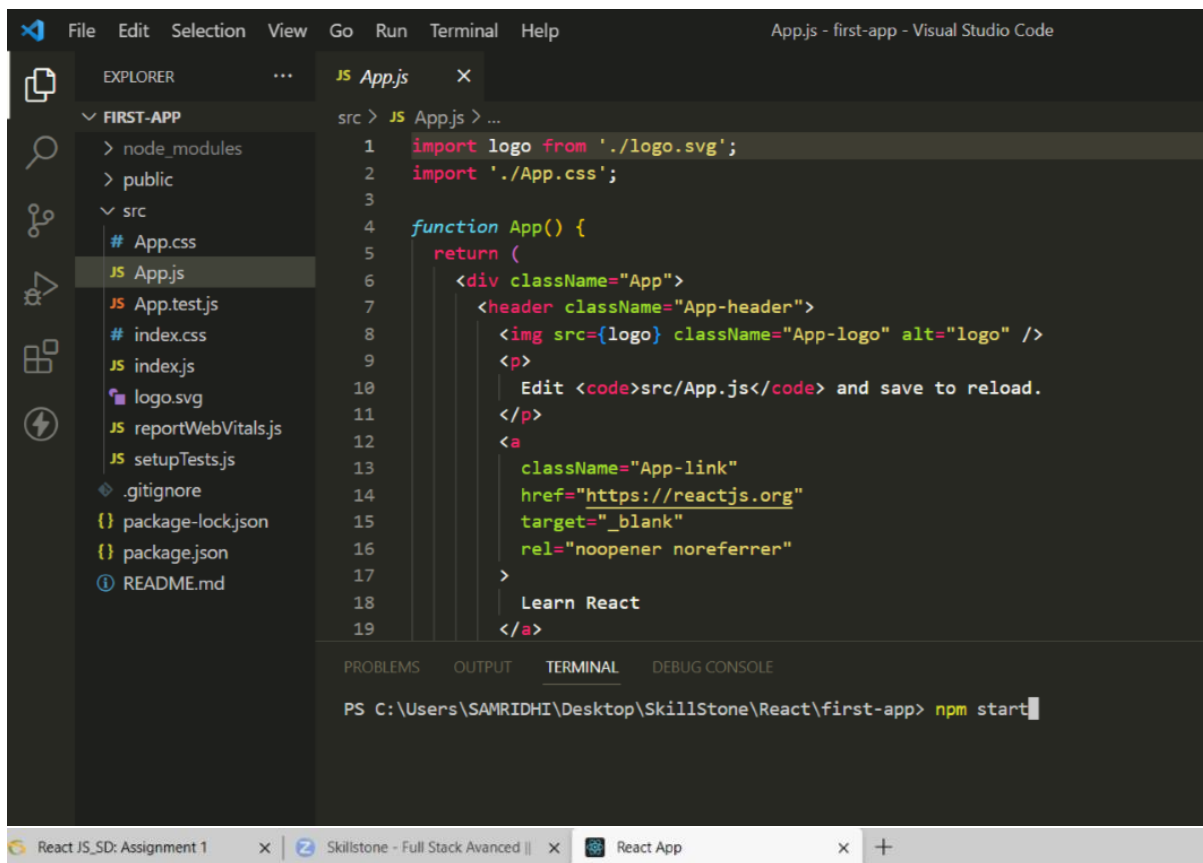 File Edit Selection View Go Run Terminal Help App.js - first-app - Visual Studio Code
EXPLORER ...
JS App.js ×
FIRST-APP
src > JS App.js > ...
node_modules
public
src
# App.css
JS App.js
JS App.test.js
# index.css
JS index.js
logo.svg
JS reportWebVitals.js
JS setupTests.js
.gitignore
{} package-lock.json
{} package.json
README.md
1 import logo from './logo.svg';
2 import './App.css';
3
4 function App() {
5 return (
6 <div className="App">
7 <header className="App-header">
8 <img src={logo} className="App-logo" alt="logo" />
9 <p>
10 Edit <code>src/App.js</code> and save to reload.
11 </p>
12 <a
13 className="App-link"
14 href="https://reactjs.org"
15 target="_blank"
16 rel="noopener noreferrer"
17 >
18 Learn React
19 </a>
PROBLEMS OUTPUT TERMINAL DEBUG CONSOLE
PS C:\Users\SAMRIDHI\Desktop\SkillStone\React\first-app> npm start
React JS_SD: Assignment 1 × Skillstone - Full Stack Avanced || × React App × +